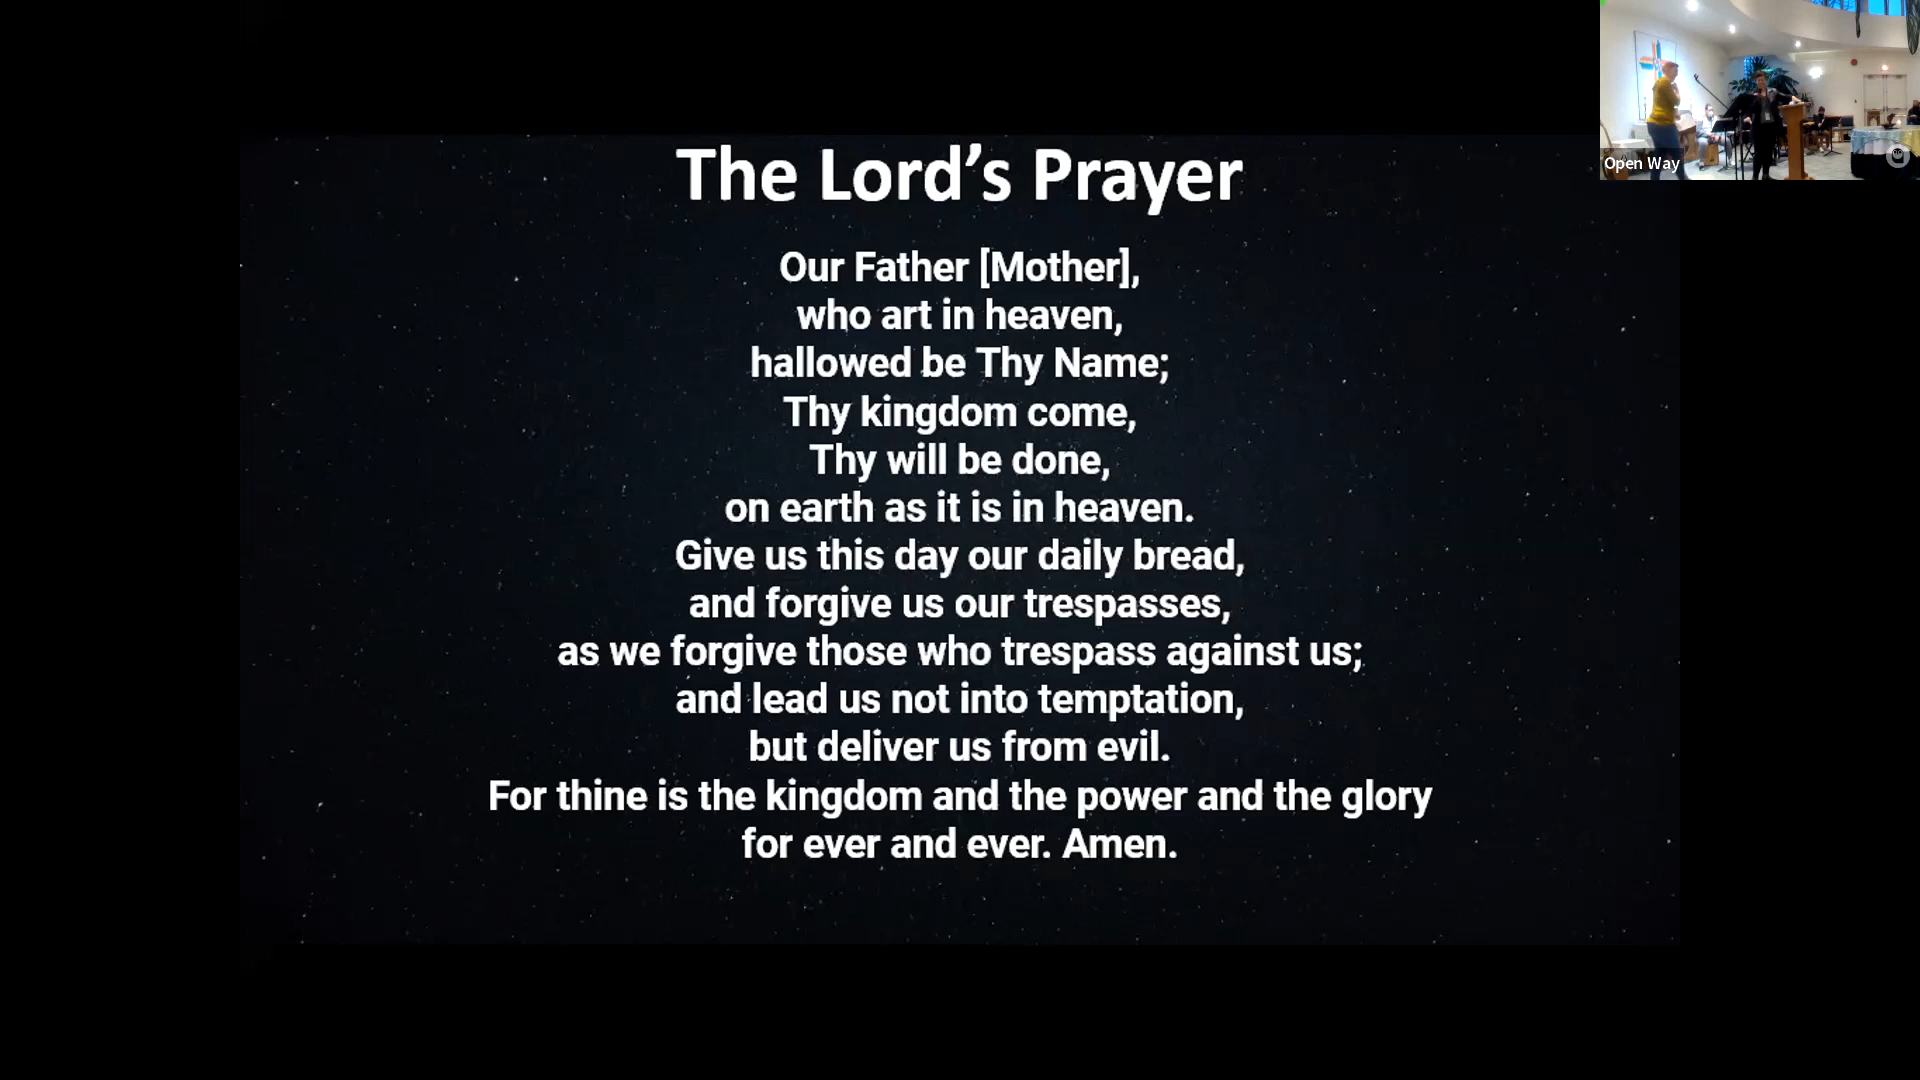 The Lord’s Prayer
Our Father [Mother],
who art in heaven,
hallowed be Thy Name;
Thy kingdom come,
Thy will be done,
on earth as it is in heaven.
Give us this day our daily bread,
and forgive us our trespasses,
as we forgive those who trespass against us;
and lead us not into temptation,
but deliver us from evil.
For thine is the kingdom and the power and the glory
for ever and ever. Amen.
Open Way